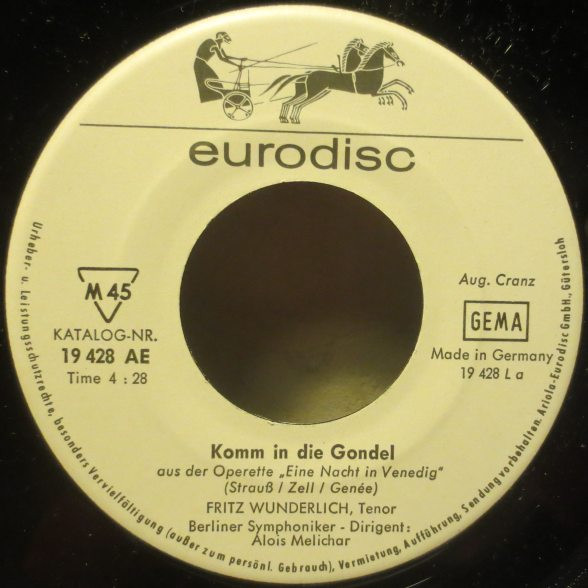 eurodisc
M 45
KATALOG-NR.
19 428 AE
Time 4 : 28
Aug. Cranz
GEMA
Made in Germany
19 428 L a
Komm in die Gondel
aus der Operette „Eine Nacht in Venedig“
(Strauß / Zell / Genée)
FRITZ WUNDERLICH, Tenor
Berliner Symphoniker - Dirigent:
Alois Melichar
Urheber- u. Leistungsschutzrechte, besonders Vervielfältigung (außer zum persönl. Gebrauch), Vermietung, Aufführung, Sendung vorbehalten. Ariola-Eurodisc GmbH., Gütersloh